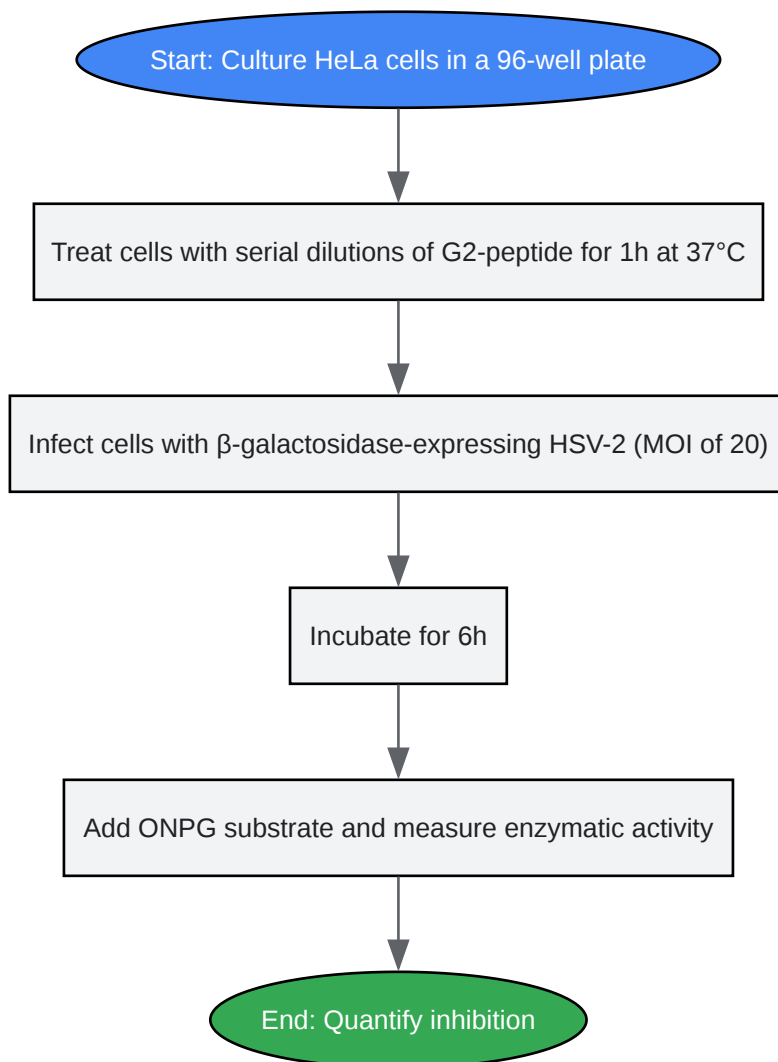 Start: Culture HeLa cells in a 96-well plate
Treat cells with serial dilutions of G2-peptide for 1h at 37°C
Infect cells with β-galactosidase-expressing HSV-2 (MOI of 20)
Incubate for 6h
Add ONPG substrate and measure enzymatic activity
End: Quantify inhibition